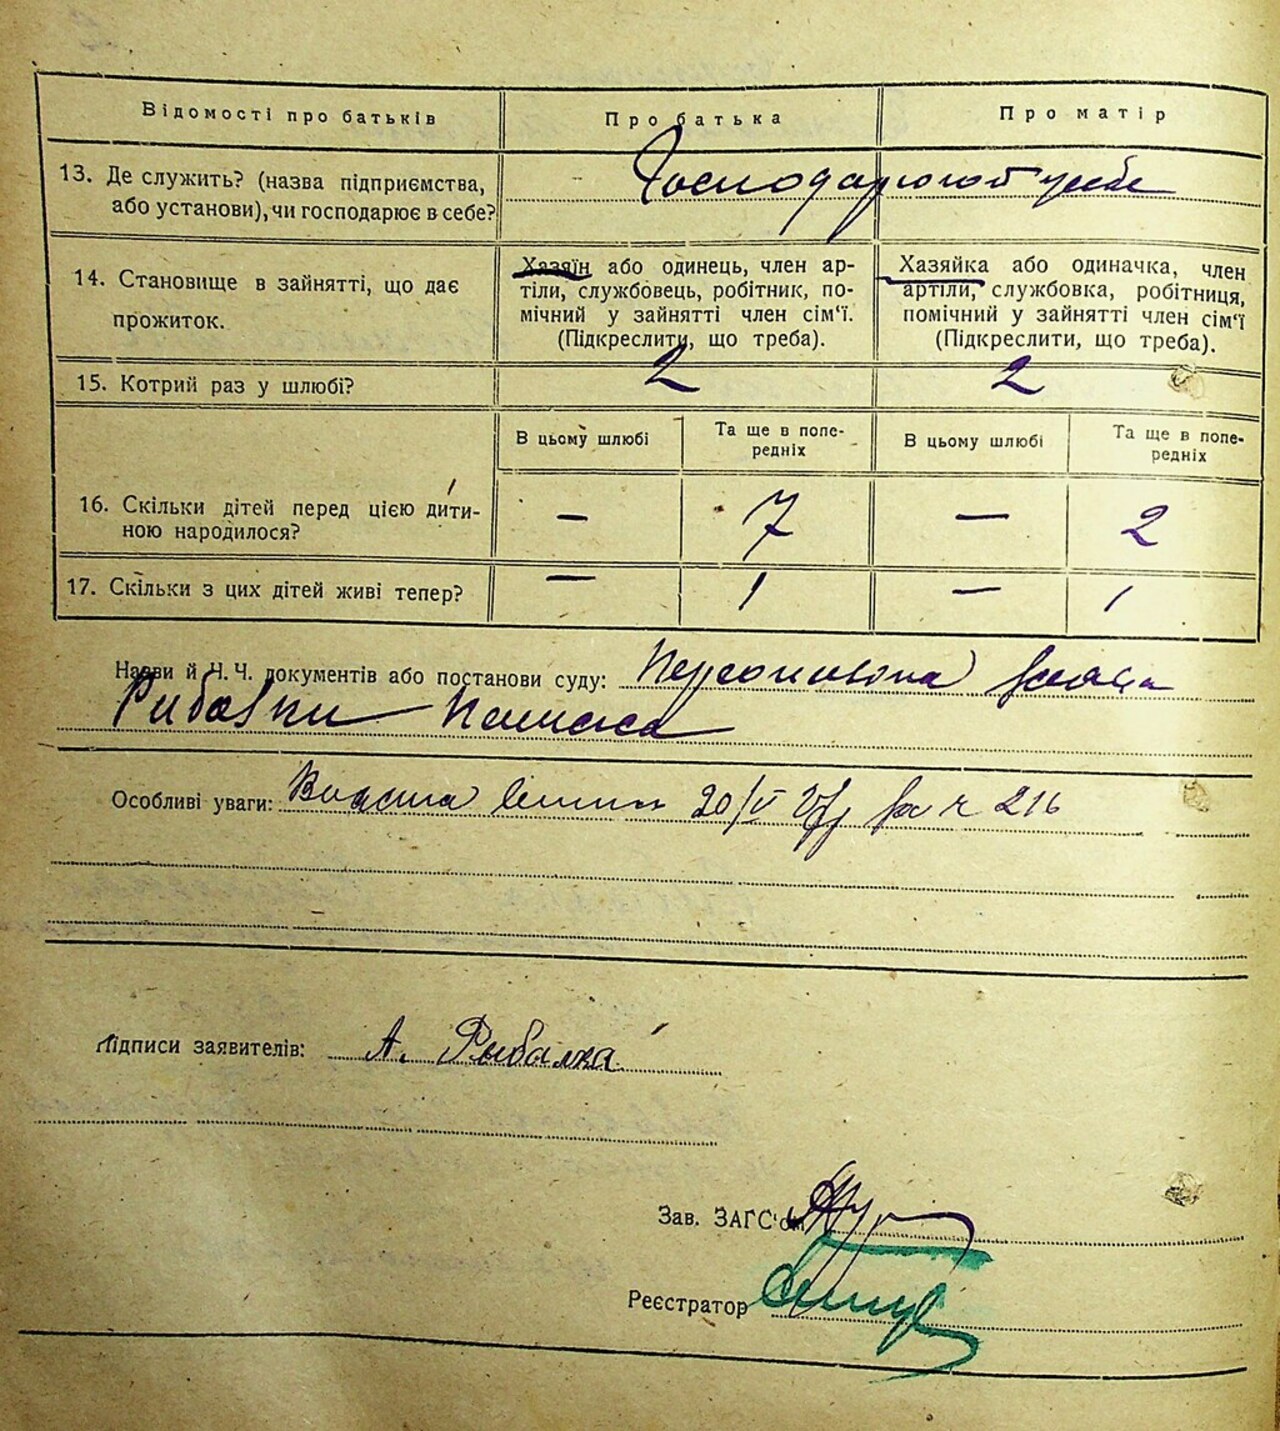 Відомості про батьків
Про батька
Про матір
13. Де служить? (назва підприємства,
або установи), чи господарює в себе?
Господарюют у себе
14. Становище в зайнятті, що дає
прожиток.
Хазяїн або одинець, член ар-
тіли, службовець, робітник, по-
мічний у зайнятті член сім'ї.
(Підкреслити, що треба).
Хазяйка або одиначка, член
артіли, службовка, робітниця,
помічний у зайнятті член сім'ї
(Підкреслити, що треба).
15. Котрий раз у шлюбі?
2
2
В цьому шлюбі
Та ще в попе-
редніх
В цьому шлюбі
Та ще в попе-
редніх
16. Скільки дітей перед цією дити-
ною народилося?
— 7 — 2
17. Скільки з цих дітей живі тепер?
— 1 — 1
Назви й Ч.Ч. документів або постанови суду:
Рибалки
Особливі уваги: 20/V 216
Підписи заявителів: А. Рыбалка
Зав. ЗАГС'ом
Реєстратор